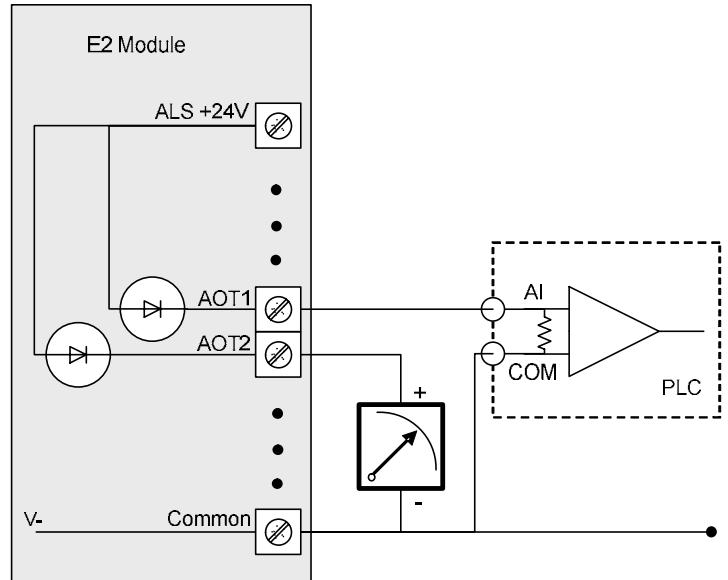 E2 Module
ALS +24V
AOT1
AI
AOT2
COM
PLC
+
-
V-
Common